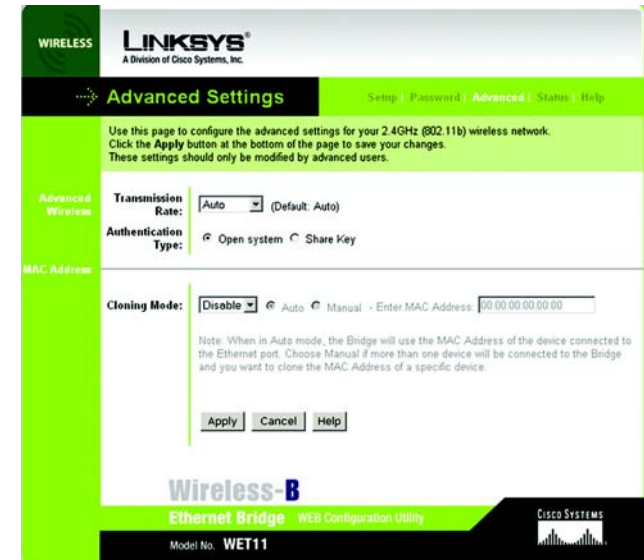 WIRELESS
LINKSYS®
A Division of Cisco Systems, Inc.
Advanced Settings
Setup | Password | Advanced | Status | Help
Use this page to configure the advanced settings for your 2.4GHz (802.11b) wireless network.
Click the Apply button at the bottom of the page to save your changes.
These settings should only be modified by advanced users.
Advanced
Wireless
Transmission
Rate:
Auto
(Default: Auto)
Authentication
Type:
Open system
Share Key
MAC Address
Cloning Mode:
Disable
Auto
Manual - Enter MAC Address:
00:00:00:00:00:00
Note: When in Auto mode, the Bridge will use the MAC Address of the device connected to
the Ethernet port. Choose Manual if more than one device will be connected to the Bridge
and you want to clone the MAC Address of a specific device.
Apply
Cancel
Help
Wireless-B
Ethernet Bridge WEB Configuration Utility
Model No. WET11
CISCO SYSTEMS